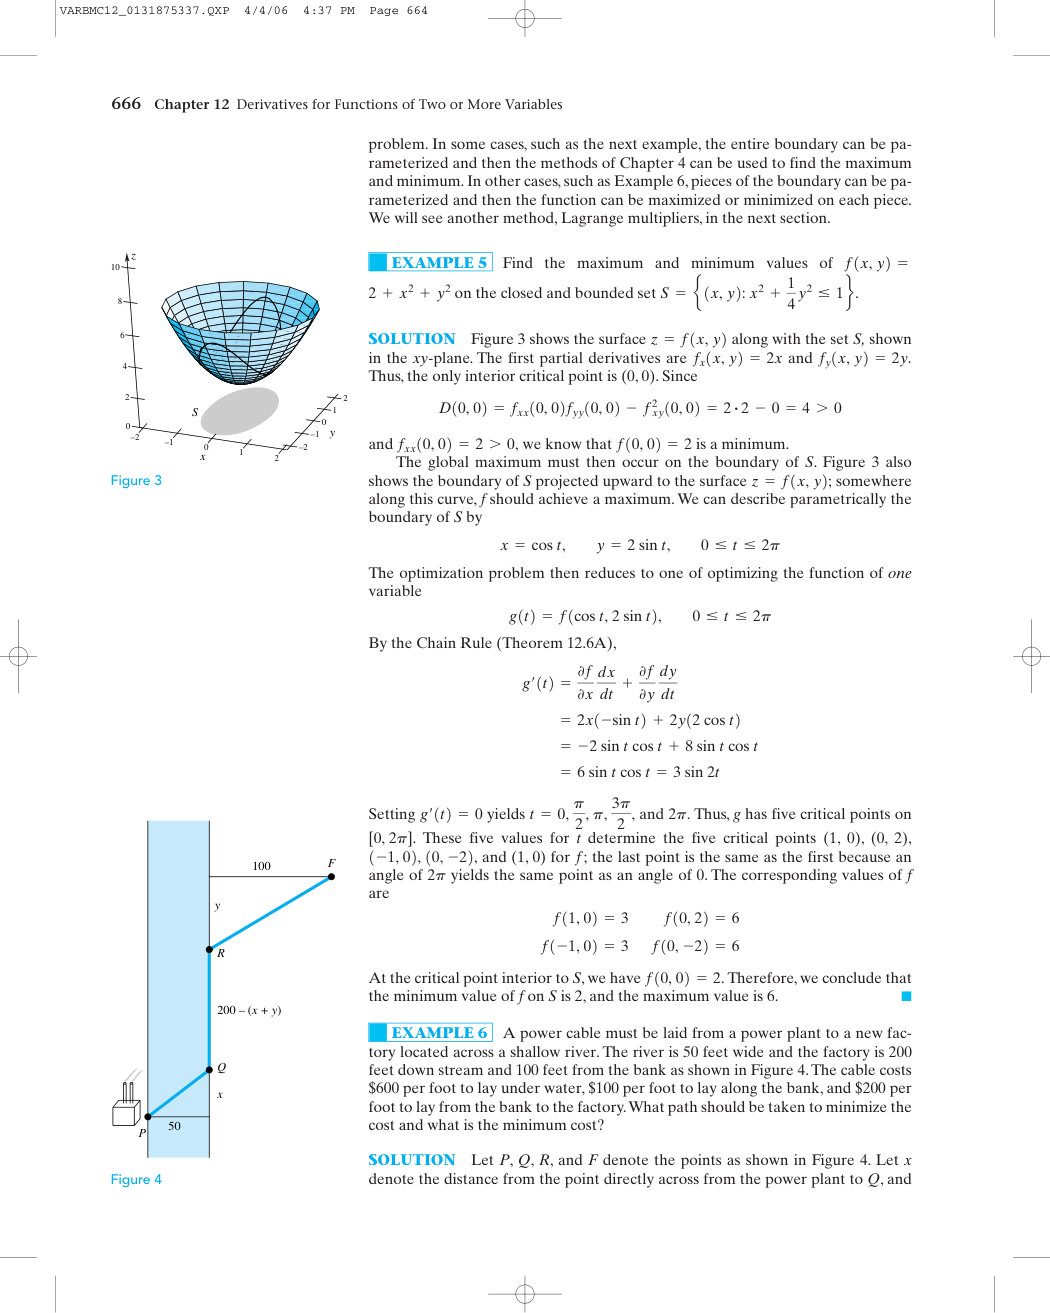 VARBMC12_0131875337.QXP 4/4/06 4:37 PM Page 664
666 Chapter 12 Derivatives for Functions of Two or More Variables
problem. In some cases, such as the next example, the entire boundary can be pa-
rameterized and then the methods of Chapter 4 can be used to find the maximum
and minimum. In other cases, such as Example 6, pieces of the boundary can be pa-
rameterized and then the function can be maximized or minimized on each piece.
We will see another method, Lagrange multipliers, in the next section.
EXAMPLE 5 Find the maximum and minimum values of f(x, y) =
2 + x² + y² on the closed and bounded set S = {(x, y): x² + 1/4 y² ≤ 1}.
SOLUTION Figure 3 shows the surface z = f(x, y) along with the set S, shown
in the xy-plane. The first partial derivatives are fₓ(x, y) = 2x and f_y(x, y) = 2y.
Thus, the only interior critical point is (0, 0). Since
D(0, 0) = fₓₓ(0, 0)f_yy(0, 0) − f²_xy(0, 0) = 2·2 − 0 = 4 > 0
and fₓₓ(0, 0) = 2 > 0, we know that f(0, 0) = 2 is a minimum.
The global maximum must then occur on the boundary of S. Figure 3 also
shows the boundary of S projected upward to the surface z = f(x, y); somewhere
along this curve, f should achieve a maximum. We can describe parametrically the
boundary of S by
x = cos t, y = 2 sin t, 0 ≤ t ≤ 2π
The optimization problem then reduces to one of optimizing the function of one
variable
g(t) = f(cos t, 2 sin t), 0 ≤ t ≤ 2π
By the Chain Rule (Theorem 12.6A),
g′(t) = ∂f/∂x dx/dt + ∂f/∂y dy/dt
= 2x(−sin t) + 2y(2 cos t)
= −2 sin t cos t + 8 sin t cos t
= 6 sin t cos t = 3 sin 2t
Setting g′(t) = 0 yields t = 0, π/2, π, 3π/2, and 2π. Thus, g has five critical points on
[0, 2π]. These five values for t determine the five critical points (1, 0), (0, 2),
(−1, 0), (0, −2), and (1, 0) for f; the last point is the same as the first because an
angle of 2π yields the same point as an angle of 0. The corresponding values of f
are
f(1, 0) = 3 f(0, 2) = 6
f(−1, 0) = 3 f(0, −2) = 6
At the critical point interior to S, we have f(0, 0) = 2. Therefore, we conclude that
the minimum value of f on S is 2, and the maximum value is 6.
EXAMPLE 6 A power cable must be laid from a power plant to a new fac-
tory located across a shallow river. The river is 50 feet wide and the factory is 200
feet down stream and 100 feet from the bank as shown in Figure 4. The cable costs
$600 per foot to lay under water, $100 per foot to lay along the bank, and $200 per
foot to lay from the bank to the factory. What path should be taken to minimize the
cost and what is the minimum cost?
SOLUTION Let P, Q, R, and F denote the points as shown in Figure 4. Let x
denote the distance from the point directly across from the power plant to Q, and
z
10
8
6
4
2
0
−2
−1
0
1
2
x
−2
−1
0
1
2
y
S
Figure 3
100
F
y
R
200 – (x + y)
Q
x
50
P
Figure 4